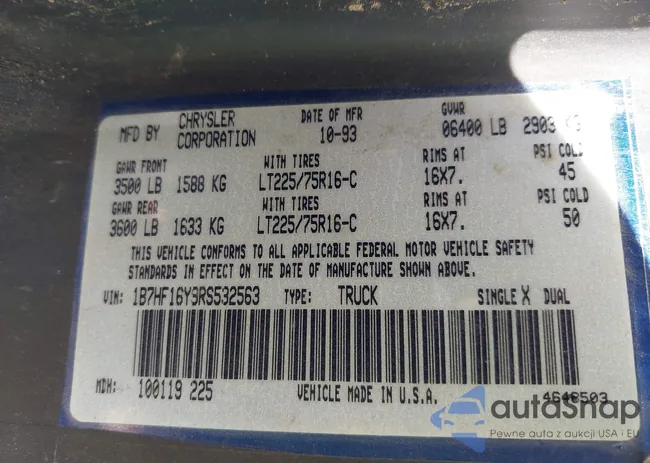 MFD BY CHRYSLER CORPORATION DATE OF MFR 10-93 GVWR 06400 LB 2903 KG
GAWR FRONT WITH TIRES RIMS AT PSI COLD
3500 LB 1588 KG LT225/75R16-C 16X7. 45
GAWR REAR WITH TIRES RIMS AT PSI COLD
3600 LB 1633 KG LT225/75R16-C 16X7. 50
THIS VEHICLE CONFORMS TO ALL APPLICABLE FEDERAL MOTOR VEHICLE SAFETY
STANDARDS IN EFFECT ON THE DATE OF MANUFACTURE SHOWN ABOVE.
VIN: 1B7HF16Y9RS532563 TYPE: TRUCK SINGLE X DUAL
MDH: 100119 225 VEHICLE MADE IN U.S.A. 4648503
autoSnap
Pewne auta z aukcji USA i EU